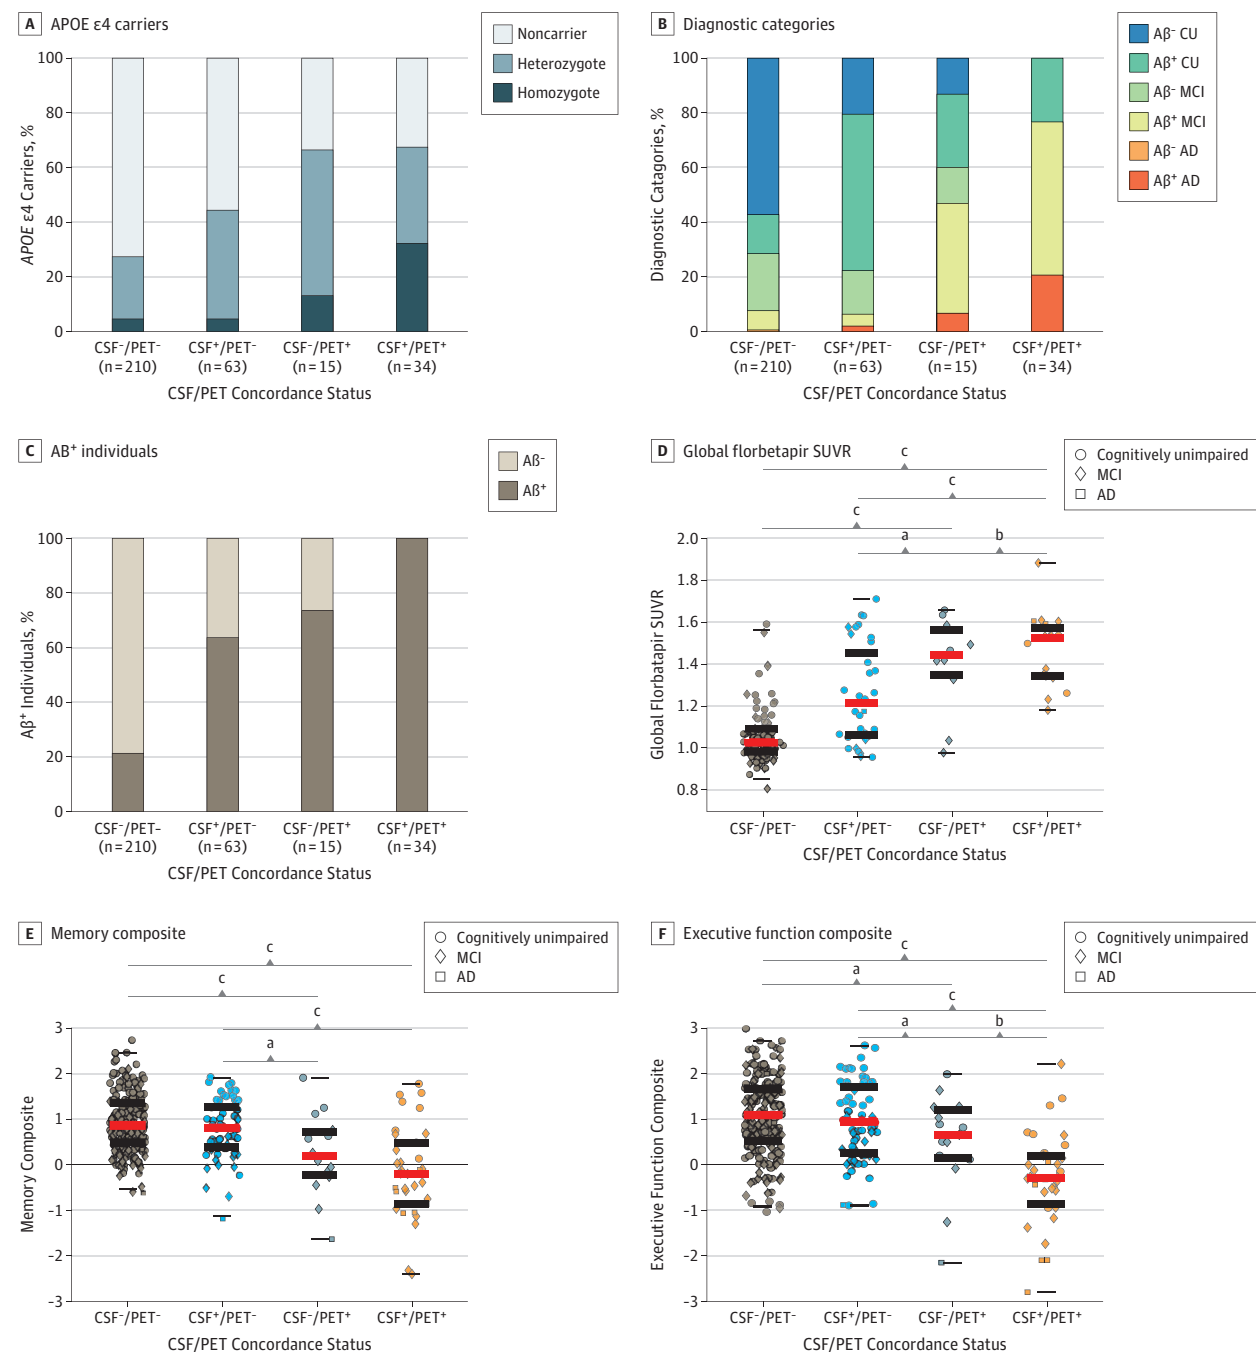 A APOE ε4 carriers
Noncarrier
Heterozygote
Homozygote
100
80
60
40
20
0
APOE ε4 Carriers, %
CSF⁻/PET⁻ CSF⁺/PET⁻ CSF⁻/PET⁺ CSF⁺/PET⁺
(n=210) (n=63) (n=15) (n=34)
CSF/PET Concordance Status
B Diagnostic categories
Aβ⁻ CU
Aβ⁺ CU
Aβ⁻ MCI
Aβ⁺ MCI
Aβ⁻ AD
Aβ⁺ AD
100
80
60
40
20
0
Diagnostic Catagories, %
CSF⁻/PET⁻ CSF⁺/PET⁻ CSF⁻/PET⁺ CSF⁺/PET⁺
(n=210) (n=63) (n=15) (n=34)
CSF/PET Concordance Status
C AB⁺ individuals
Aß⁻
Aß⁺
100
80
60
40
20
0
Aβ⁺ Individuals, %
CSF⁻/PET- CSF⁺/PET⁻ CSF⁻/PET⁺ CSF⁺/PET⁺
(n=210) (n=63) (n=15) (n=34)
CSF/PET Concordance Status
D Global florbetapir SUVR
Cognitively unimpaired
MCI
AD
c
c
c
a b
2.0
1.8
1.6
1.4
1.2
1.0
0.8
Global Florbatapir SUVR
CSF⁻/PET⁻ CSF⁺/PET⁻ CSF⁻/PET⁺ CSF⁺/PET⁺
CSF/PET Concordance Status
E Memory composite
Cognitively unimpaired
MCI
AD
c
c
c
a
3
2
1
0
-1
-2
-3
Memory Composite
CSF⁻/PET⁻ CSF⁺/PET⁻ CSF⁻/PET⁺ CSF⁺/PET⁺
CSF/PET Concordance Status
F Executive function composite
Cognitively unimpaired
MCI
AD
c
a
c
a b
3
2
1
0
-1
-2
-3
Executive Function Composite
CSF⁻/PET⁻ CSF⁺/PET⁻ CSF⁻/PET⁺ CSF⁺/PET⁺
CSF/PET Concordance Status